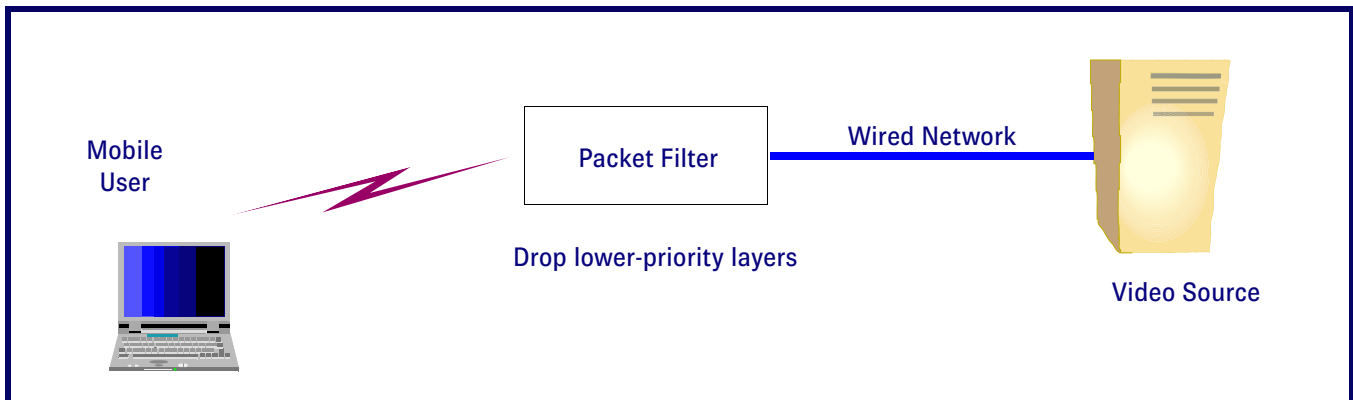 Mobile
User
Packet Filter
Wired Network
Drop lower-priority layers
Video Source